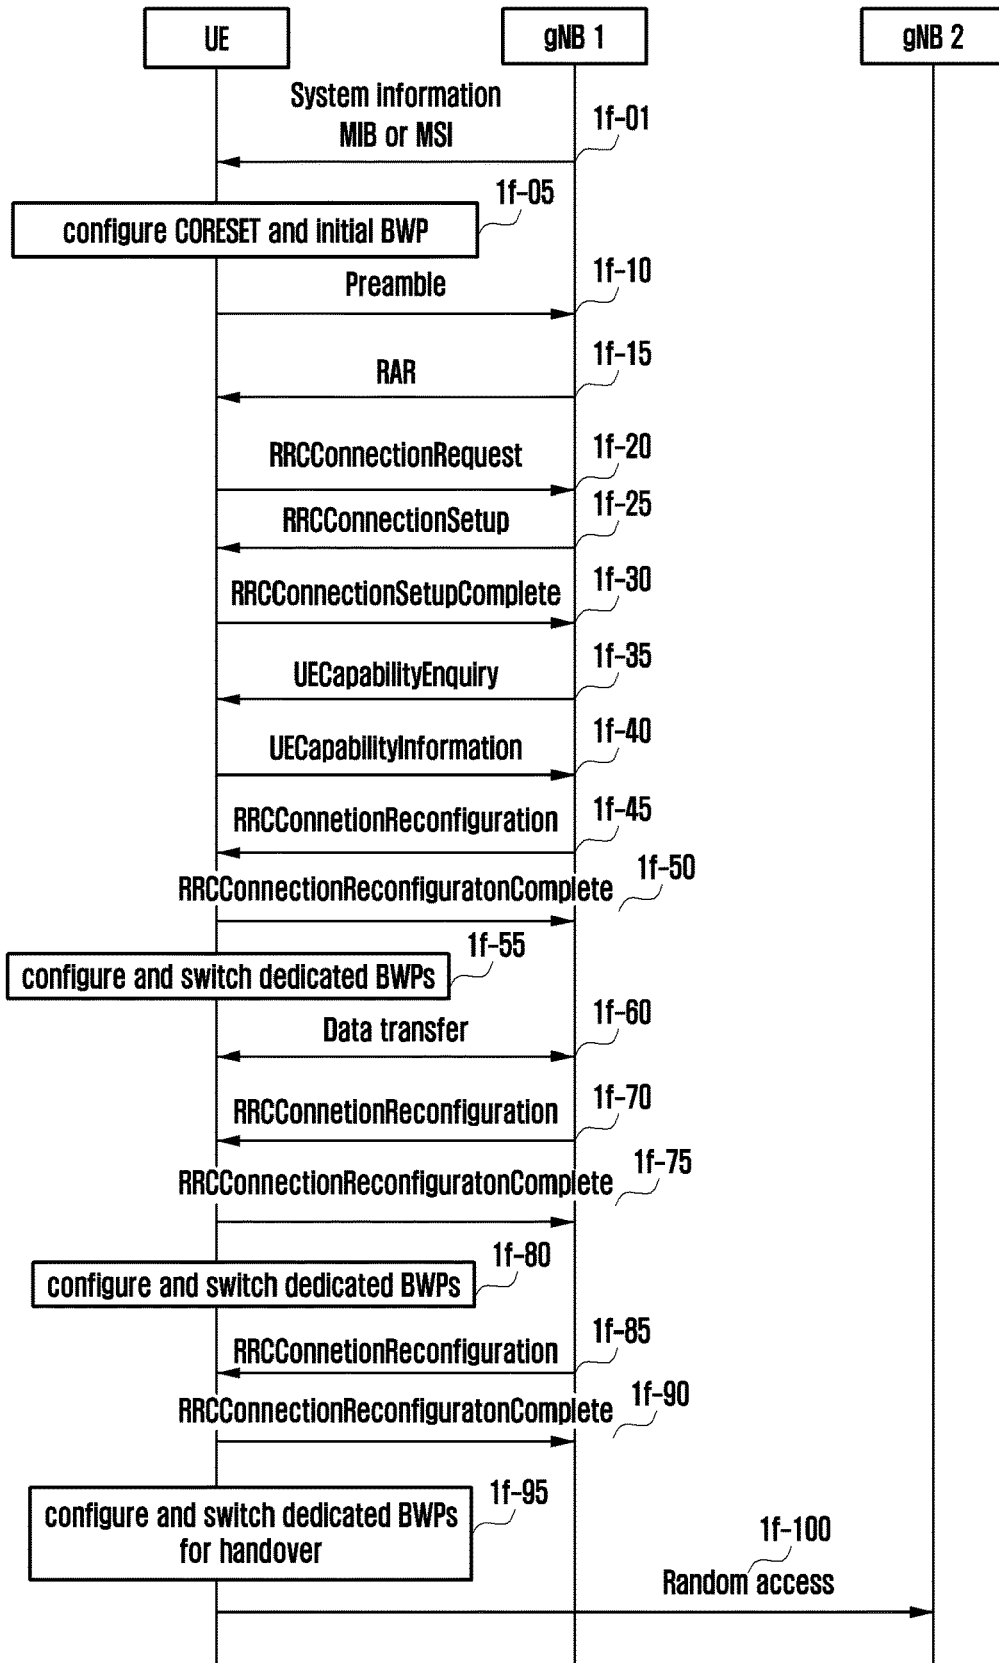 UE
gNB 1
gNB 2
System information
MIB or MSI
1f-01
1f-05
configure CORESET and initial BWP
Preamble
1f-10
RAR
1f-15
RRCConnectionRequest
1f-20
RRCConnectionSetup
1f-25
RRCConnectionSetupComplete
1f-30
UECapabilityEnquiry
1f-35
UECapabilityInformation
1f-40
RRCConnetionReconfiguration
1f-45
RRCConnectionReconfiguratonComplete
1f-50
1f-55
configure and switch dedicated BWPs
Data transfer
1f-60
RRCConnetionReconfiguration
1f-70
RRCConnectionReconfiguratonComplete
1f-75
1f-80
configure and switch dedicated BWPs
RRCConnetionReconfiguration
1f-85
RRCConnectionReconfiguratonComplete
1f-90
1f-95
configure and switch dedicated BWPs
for handover
1f-100
Random access